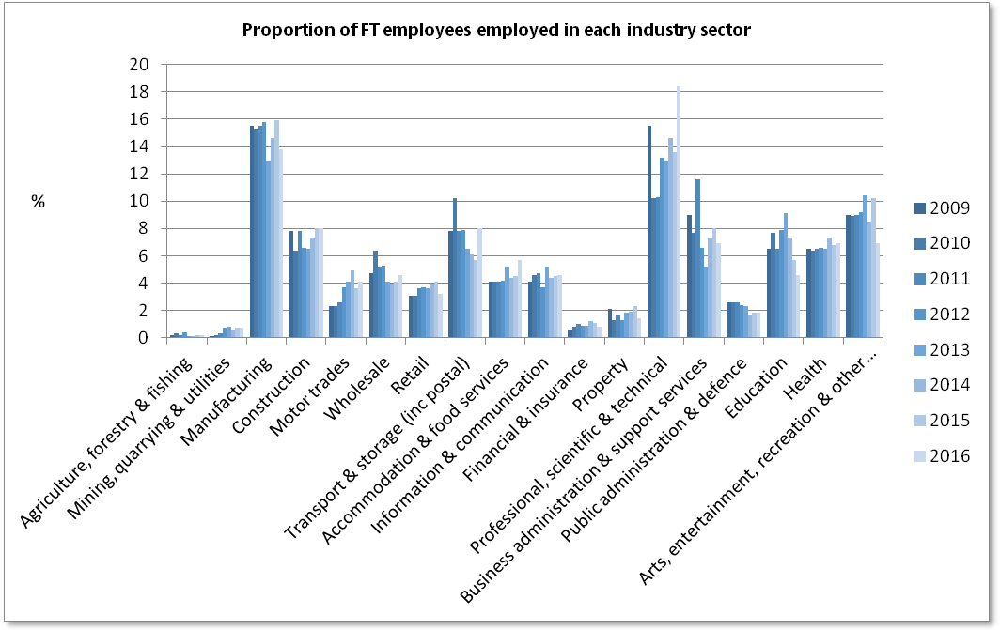 Proportion of FT employees employed in each industry sector
20
18
16
14
12
10
8
6
4
2
0
%
Agriculture, forestry & fishing
Mining, quarrying & utilities
Manufacturing
Construction
Motor trades
Wholesale
Retail
Transport & storage (inc postal)
Accommodation & food services
Information & communication
Financial & insurance
Property
Professional, scientific & technical
Business administration & support services
Public administration & defence
Education
Health
Arts, entertainment, recreation & other...
2009
2010
2011
2012
2013
2014
2015
2016